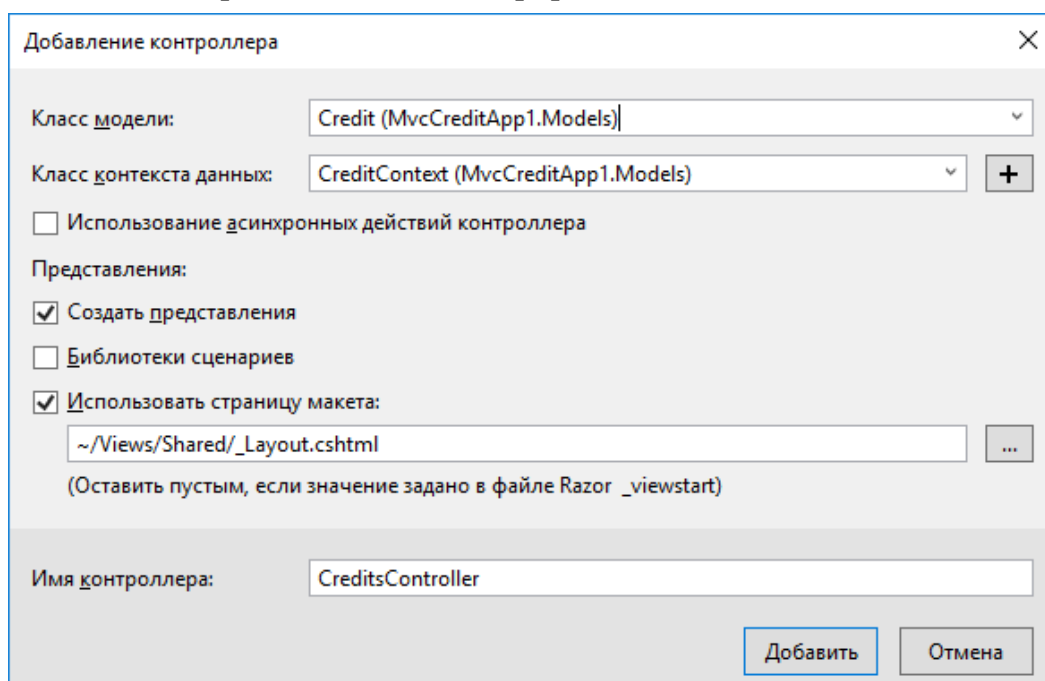 Добавление контроллера
Класс модели: Credit (MvcCreditApp1.Models)
Класс контекста данных: CreditContext (MvcCreditApp1.Models) +
Использование асинхронных действий контроллера
Представления:
Создать представления
Библиотеки сценариев
Использовать страницу макета:
~/Views/Shared/_Layout.cshtml ...
(Оставить пустым, если значение задано в файле Razor _viewstart)
Имя контроллера: CreditsController
Добавить Отмена